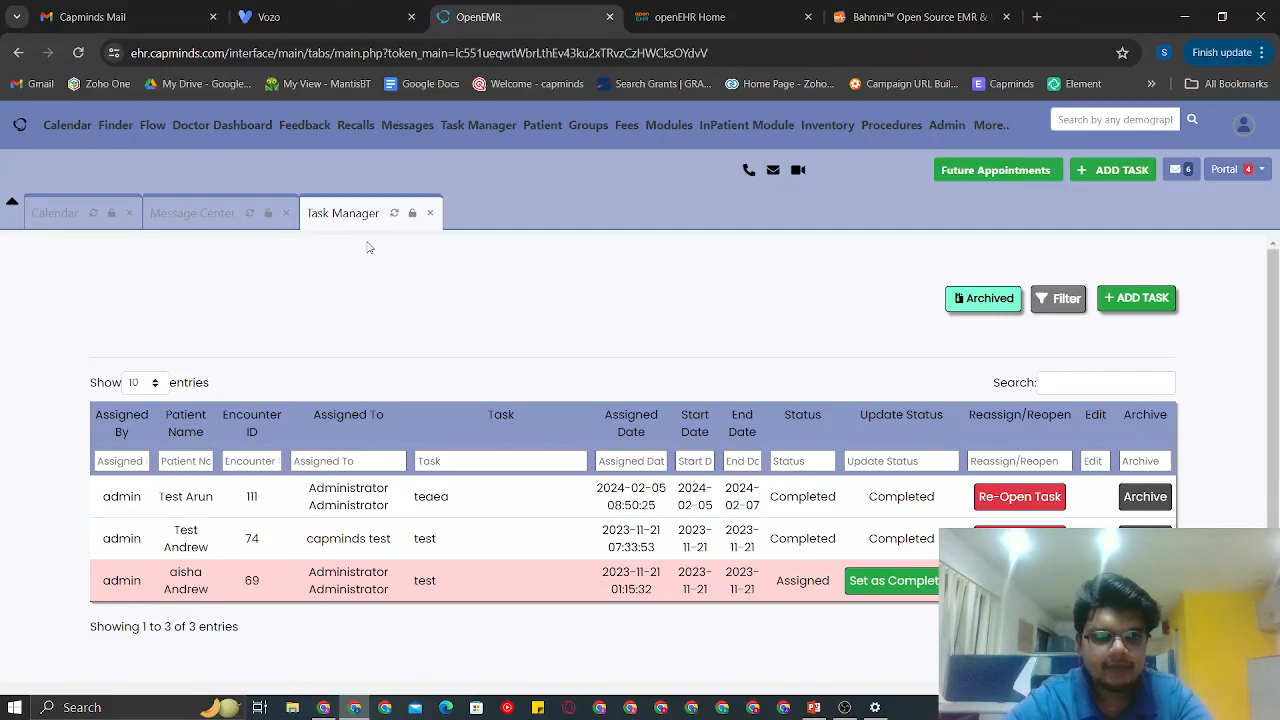 Capminds Mail
Vozo
OpenEMR
openEHR Home
Bahmni™ Open Source EMR &
ehr.capminds.com/interface/main/tabs/main.php?token_main=lc551ueqwtWbrLthEv43ku2xTRvzCzHWCksOYdvV
S
Finish update
Gmail
Zoho One
My Drive - Google...
My View - MantisBT
Google Docs
Welcome - capminds
Search Grants | GRA...
Home Page - Zoho...
Campaign URL Buil...
Capminds
Element
All Bookmarks
Calendar Finder Flow Doctor Dashboard Feedback Recalls Messages Task Manager Patient Groups Fees Modules InPatient Module Inventory Procedures Admin More..
Search by any demograph
Future Appointments
+ ADD TASK
6
Portal 4
Calendar
Message Center
Task Manager
Archived
Filter
+ ADD TASK
Show 10 entries
Search:
Assigned By Patient Name Encounter ID Assigned To Task Assigned Date Start Date End Date Status Update Status Reassign/Reopen Edit Archive
Assigned Patient Na Encounter Assigned To Task Assigned Dat Start D End Da Status Update Status Reassign/Reopen Edit Archive
admin Test Arun 111 Administrator Administrator teaea 2024-02-05 08:50:25 2024-02-05 2024-02-07 Completed Completed Re-Open Task Archive
admin Test Andrew 74 capminds test test 2023-11-21 07:33:53 2023-11-21 2023-11-21 Completed Completed
admin aisha Andrew 69 Administrator Administrator test 2023-11-21 01:15:32 2023-11-21 2023-11-21 Assigned Set as Complet
Showing 1 to 3 of 3 entries
Search